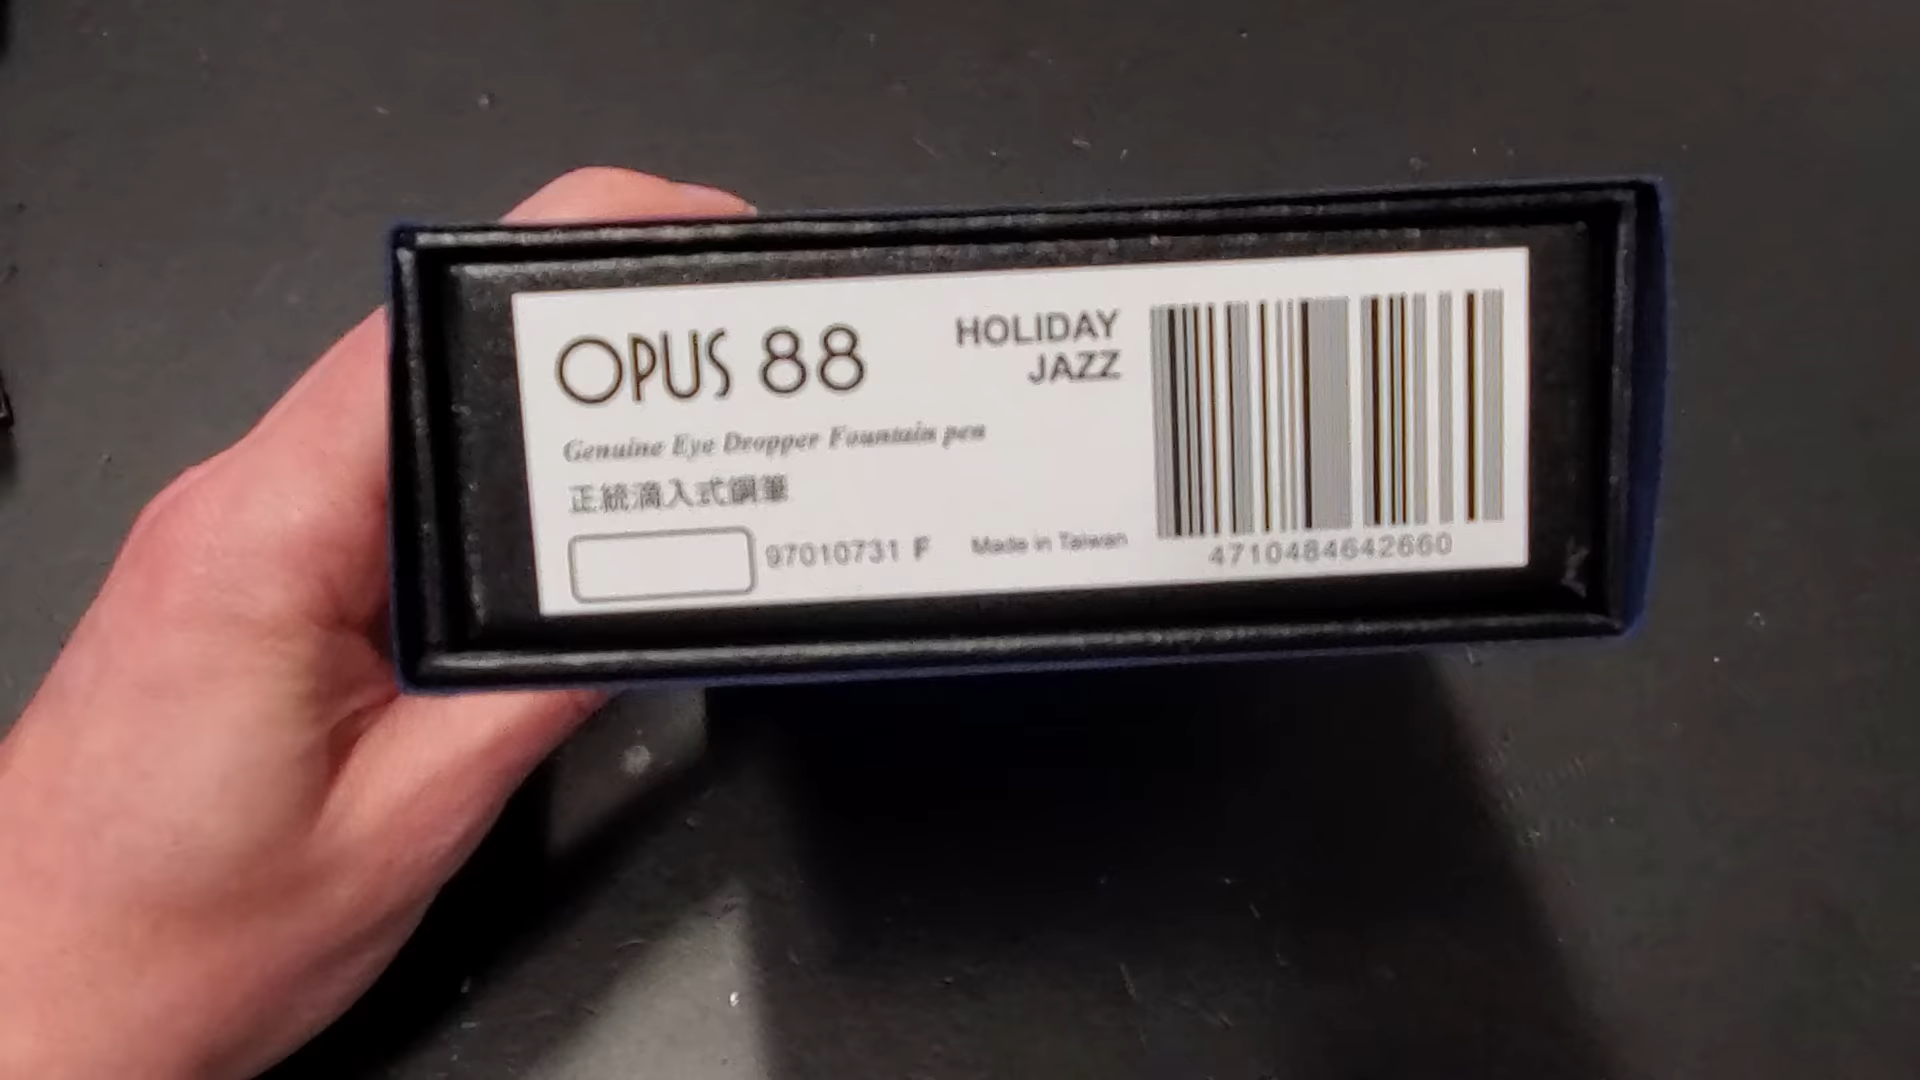 OPUS 88
HOLIDAY
JAZZ
Genuine Eye Dropper Fountain pen
正統滴入式鋼筆
97010731 F
Made in Taiwan
4710484642660